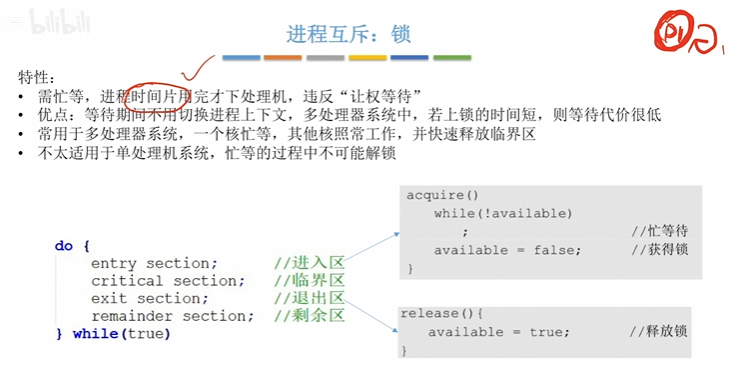 bilibili
进程互斥：锁
P1
特性：
• 需忙等，进程时间片用完才下处理机，违反“让权等待”
• 优点：等待期间不用切换进程上下文，多处理器系统中，若上锁的时间短，则等待代价很低
• 常用于多处理器系统，一个核忙等，其他核照常工作，并快速释放临界区
• 不太适用于单处理机系统，忙等的过程中不可能解锁
acquire()
while(!available)
; //忙等待
available = false; //获得锁
}
do {
entry section; //进入区
critical section; //临界区
exit section; //退出区
remainder section; //剩余区
} while(true)
release(){
available = true; //释放锁
}